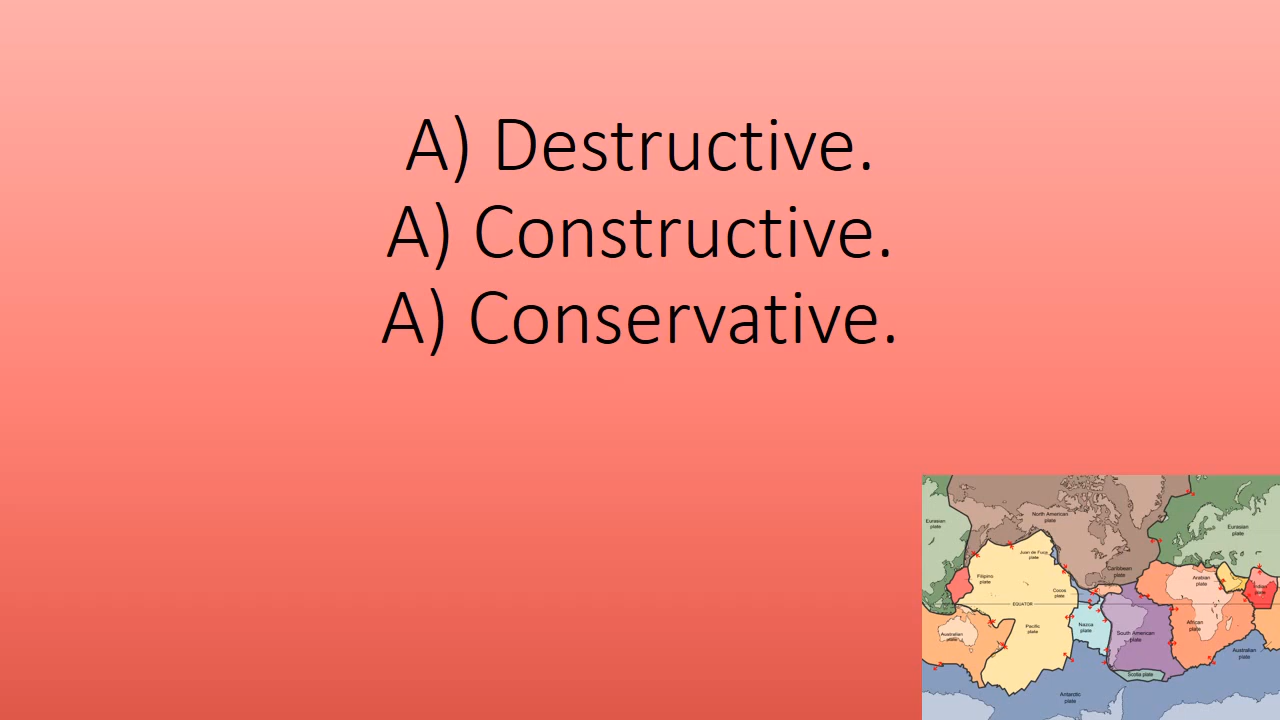 A) Destructive.
A) Constructive.
A) Conservative.
North American
plate
Eurasian
plate
Eurasian
plate
Juan de Fuca
plate
Caribbean
plate
Filipino
plate
Arabian
plate
Indian
plate
Cocos
plate
EQUATOR
Pacific
plate
Nazca
plate
South American
plate
African
plate
Australian
plate
Australian
plate
Scotia plate
Antarctic
plate